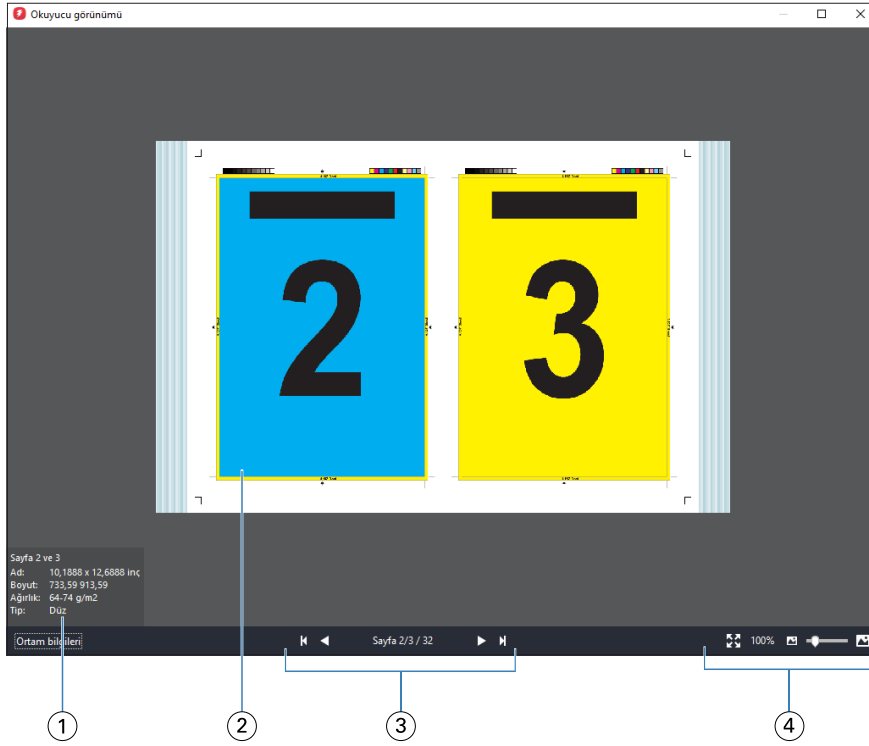 Okuyucu görünümü
2
3
Sayfa 2 ve 3
Ad: 10,1888 x 12,6888 inç
Boyut: 733,59 913,59
Ağırlık: 64-74 g/m2
Tip: Düz
Ortam bilgileri
Sayfa 2/3 / 32
100%
1
2
3
4